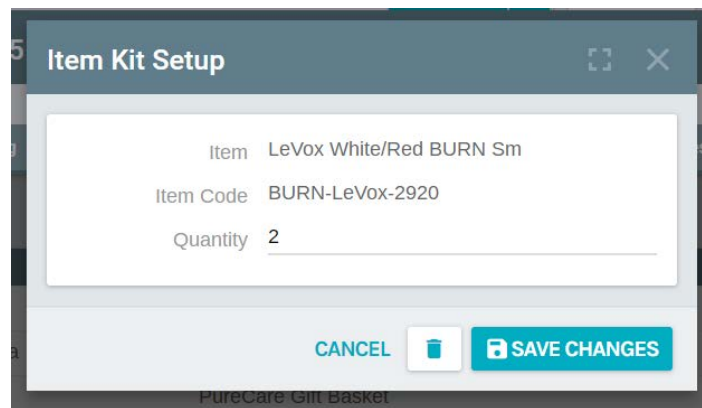 5
Item Kit Setup
Item LeVox White/Red BURN Sm
Item Code BURN-LeVox-2920
Quantity 2
CANCEL SAVE CHANGES
a
PureCare Gift Basket